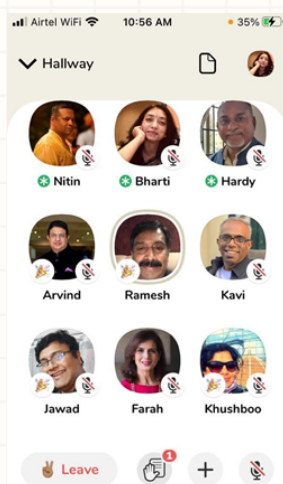 Airtel WiFi 10:56 AM 35%
Hallway
Nitin Bharti Hardy
Arvind Ramesh Kavi
Jawad Farah Khushboo
Leave 1